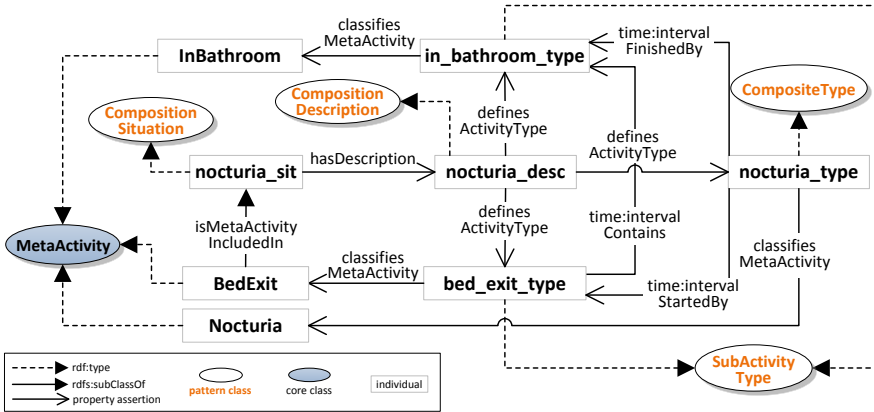 classifies
MetaActivity
time:interval
FinishedBy
InBathroom
in_bathroom_type
Composition
Description
CompositeType
Composition
Situation
defines
ActivityType
defines
ActivityType
hasDescription
nocturia_sit
nocturia_desc
nocturia_type
isMetaActivity
IncludedIn
defines
ActivityType
time:interval
Contains
MetaActivity
classifies
MetaActivity
classifies
MetaActivity
BedExit
bed_exit_type
time:interval
StartedBy
Nocturia
SubActivity
Type
rdf:type
rdfs:subClassOf
property assertion
pattern class
core class
individual